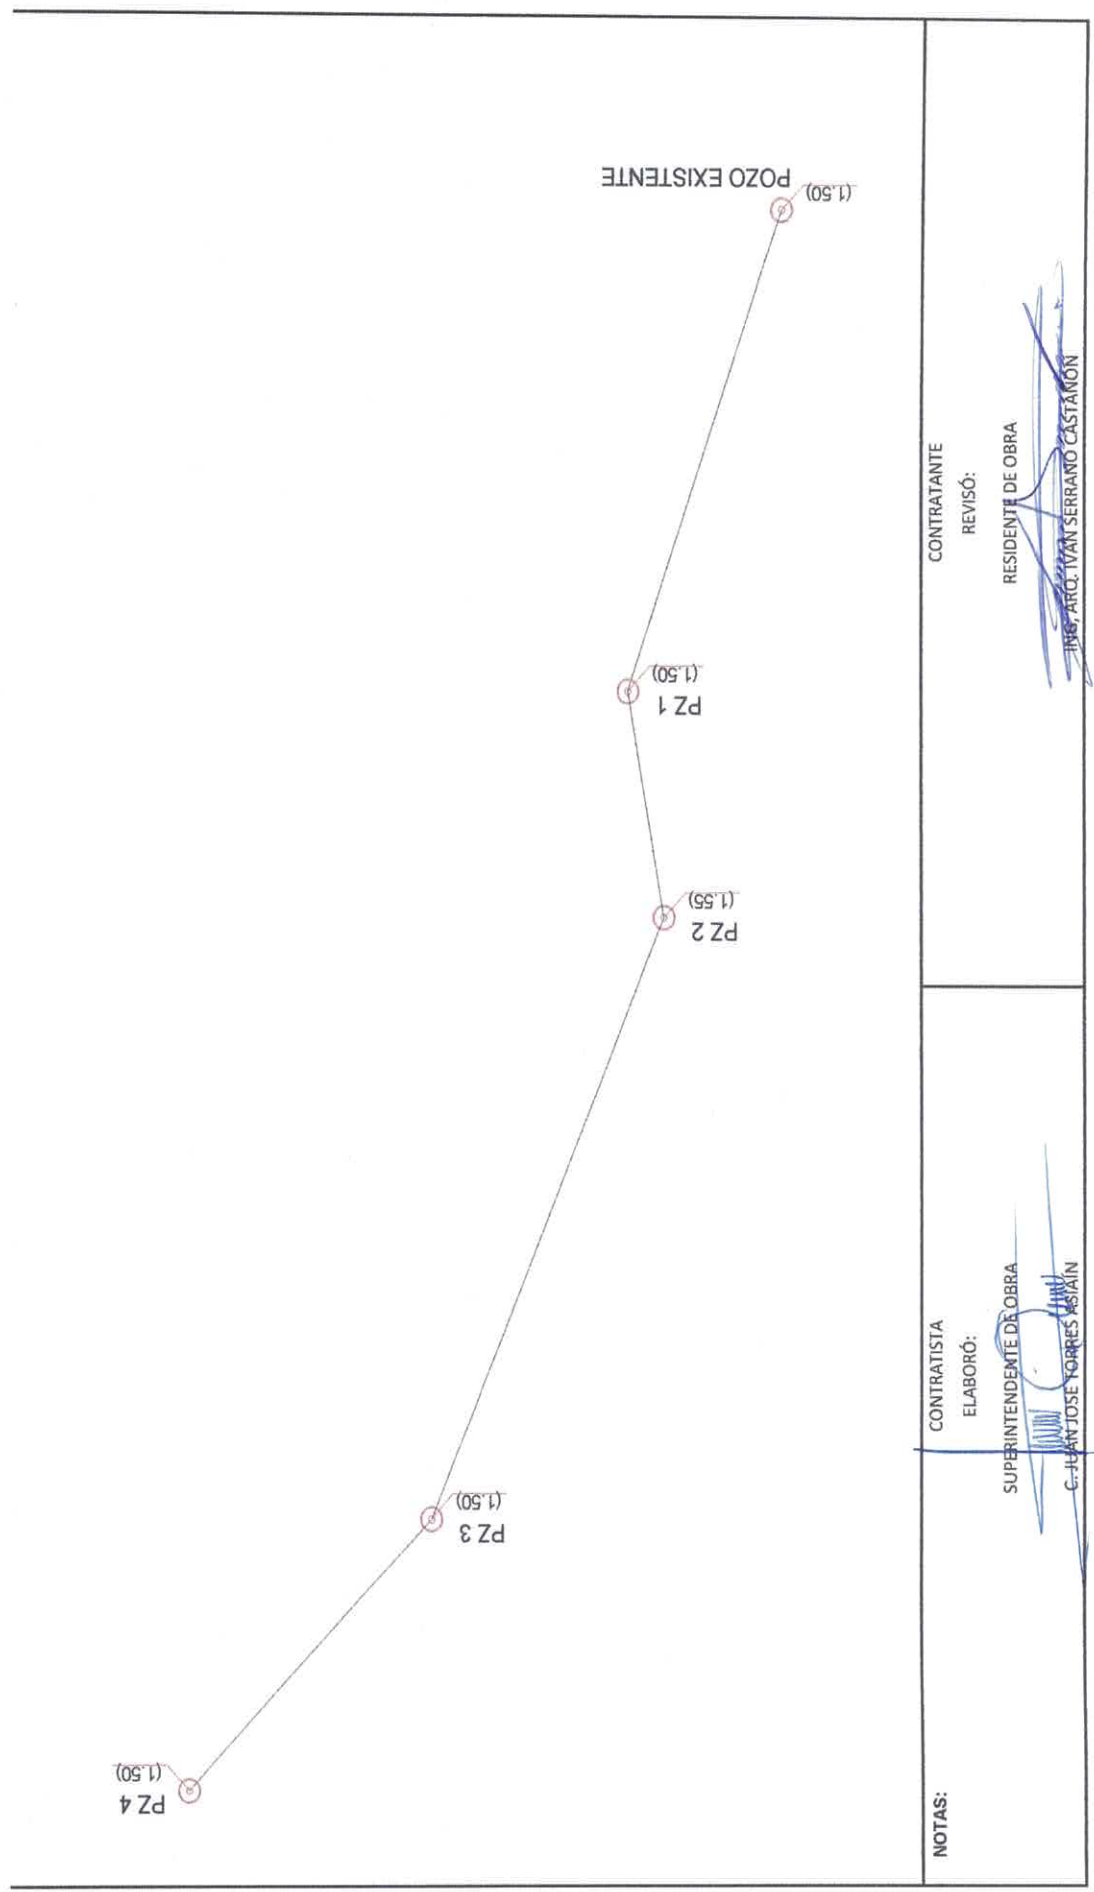 POZO EXISTENTE
(1.50)
PZ 1
(1.50)
PZ 2
(1.55)
PZ 3
(1.50)
PZ 4
(1.50)
NOTAS:
CONTRATISTA
ELABORÓ:
SUPERINTENDENTE DE OBRA
C. JUAN JOSE TORRES ASIAÍN
CONTRATANTE
REVISÓ:
RESIDENTE DE OBRA
ING, ARQ. IVAN SERRANO CASTAÑON